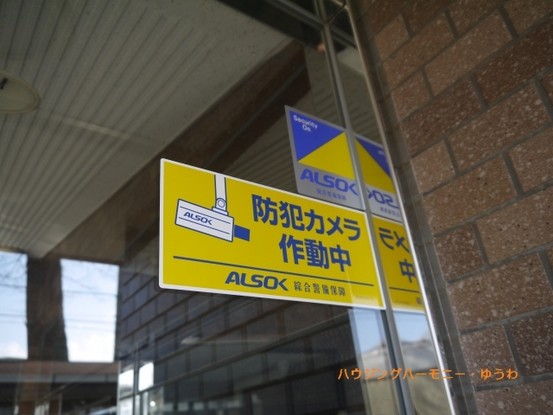 Security
On
ALSOK
ALSOK
防犯カメラ
作動中
ALSOK 綜合警備保障
ハウジングハーモニー・ゆうわ